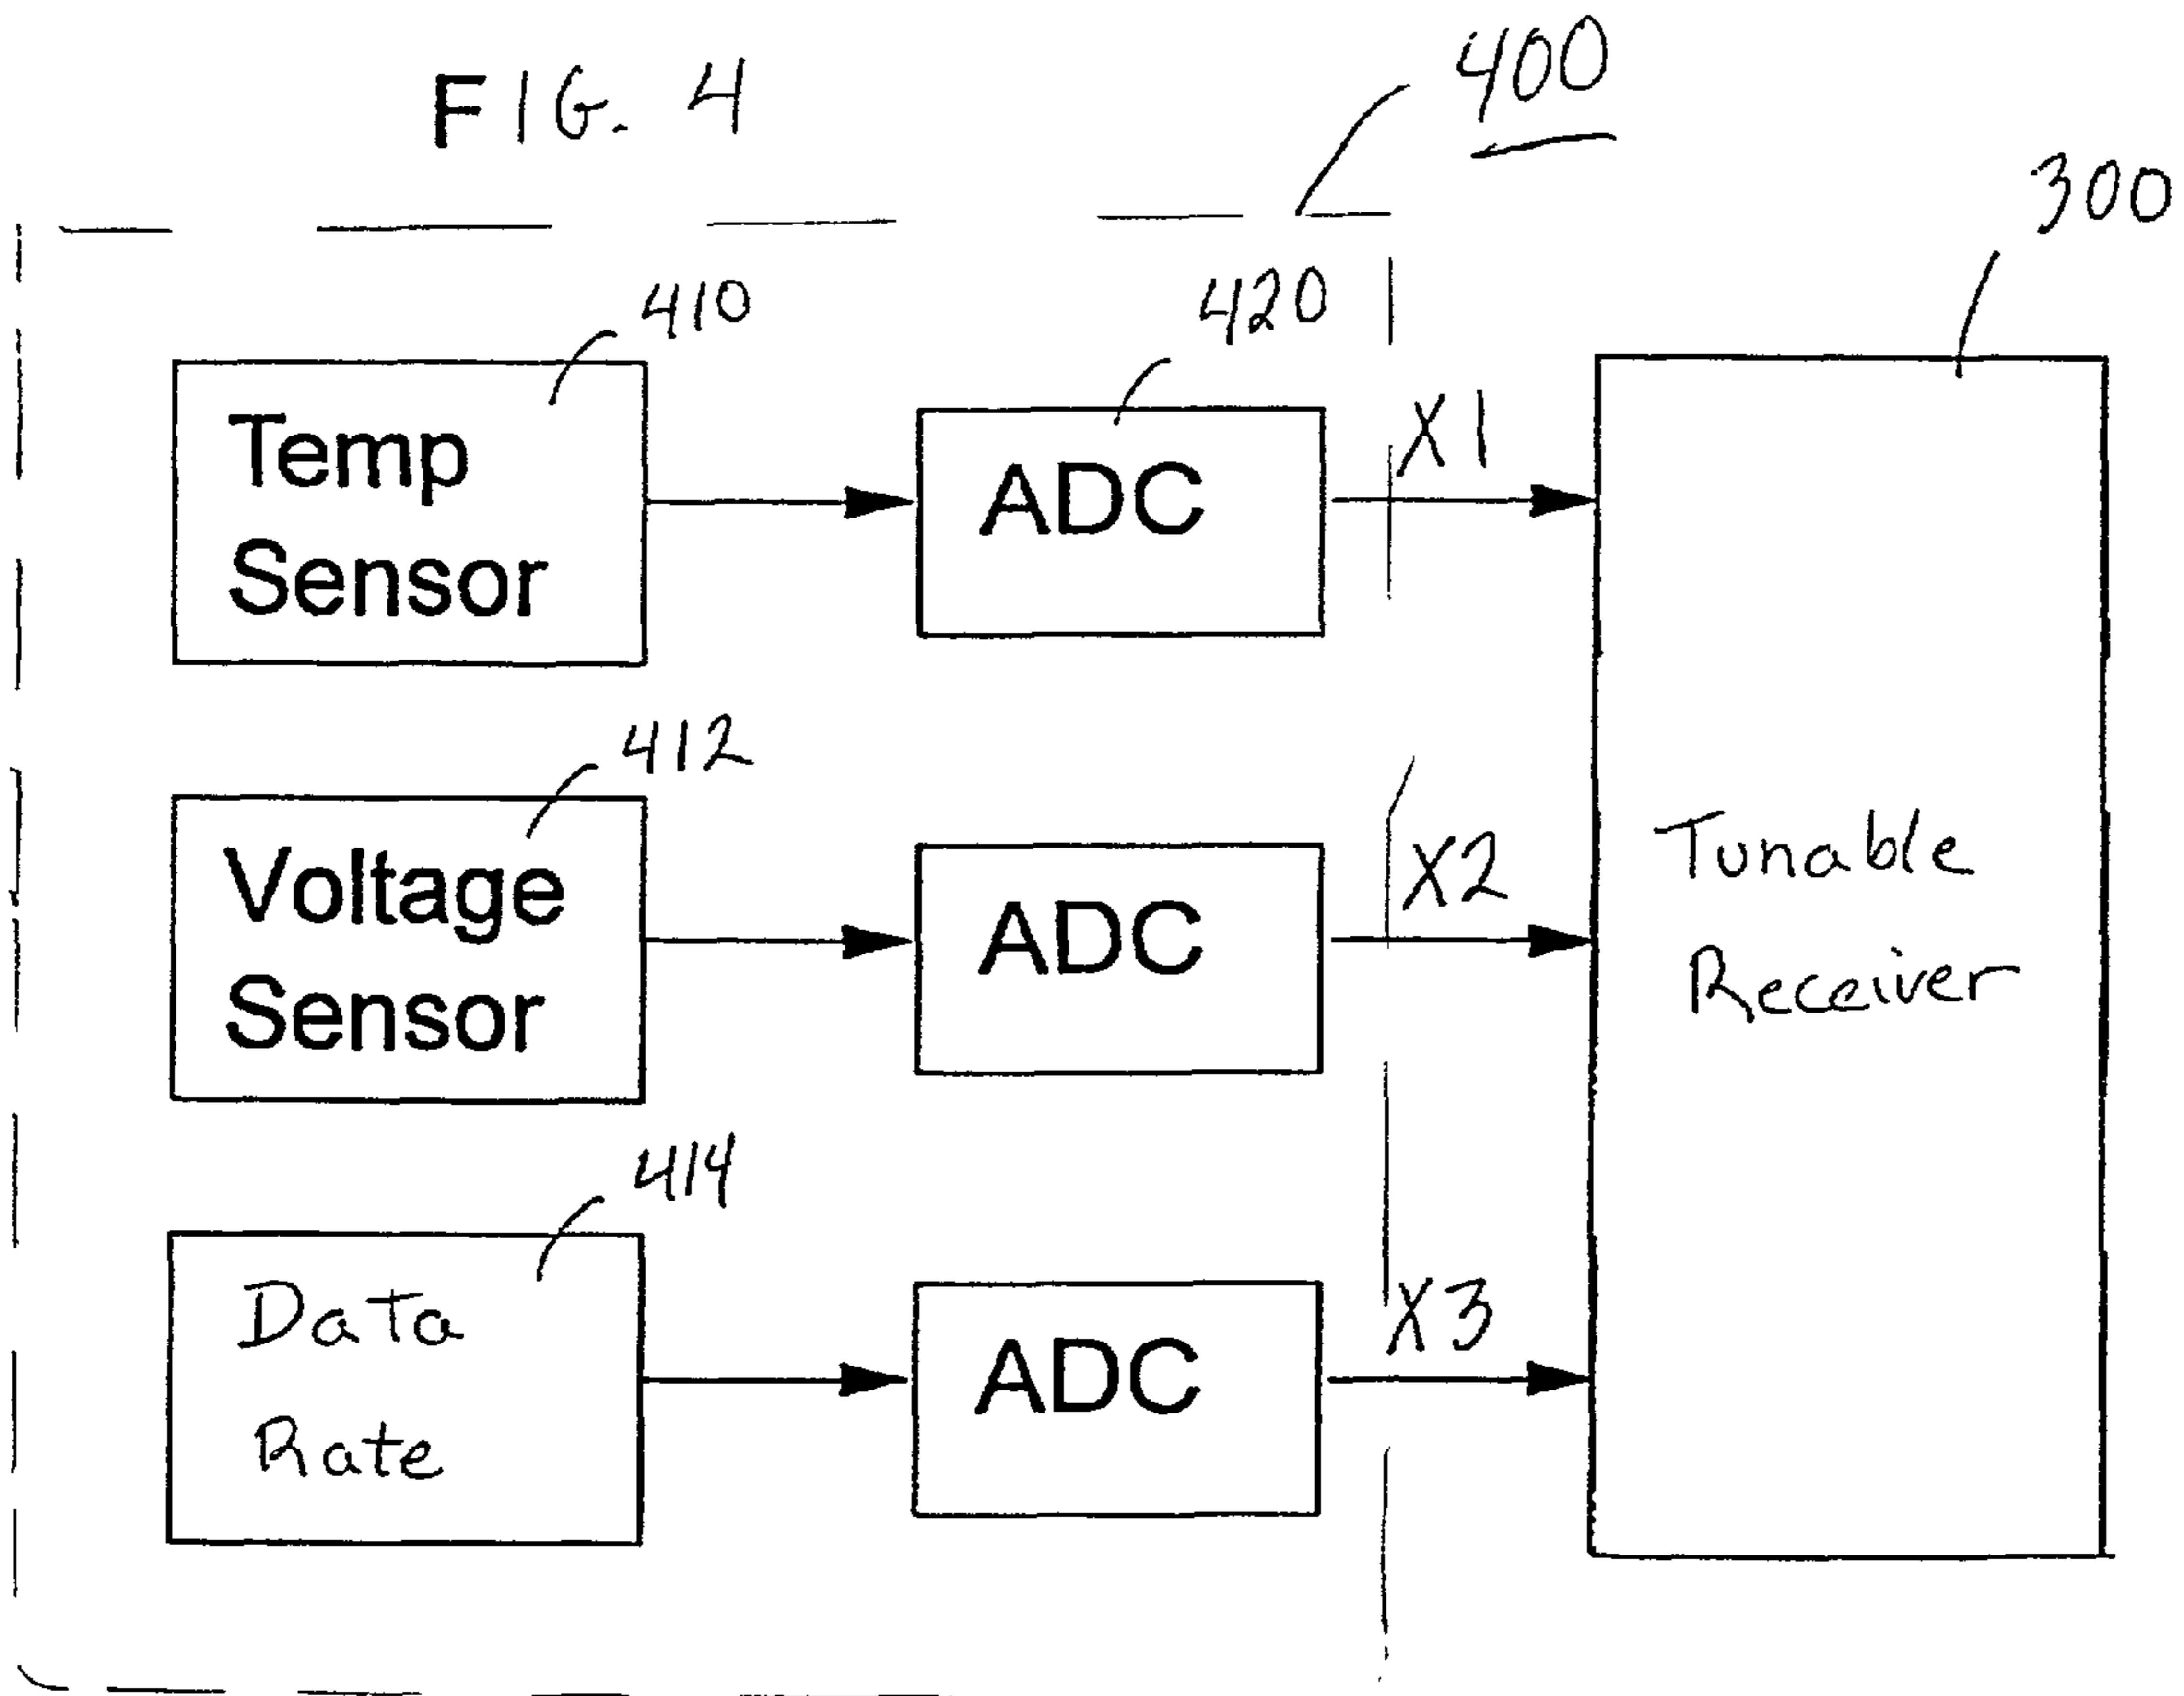 FIG. 4
400
300
410
420
Temp
Sensor
ADC
X1
412
Voltage
Sensor
ADC
X2
Tunable
Receiver
414
Data
Rate
ADC
X3